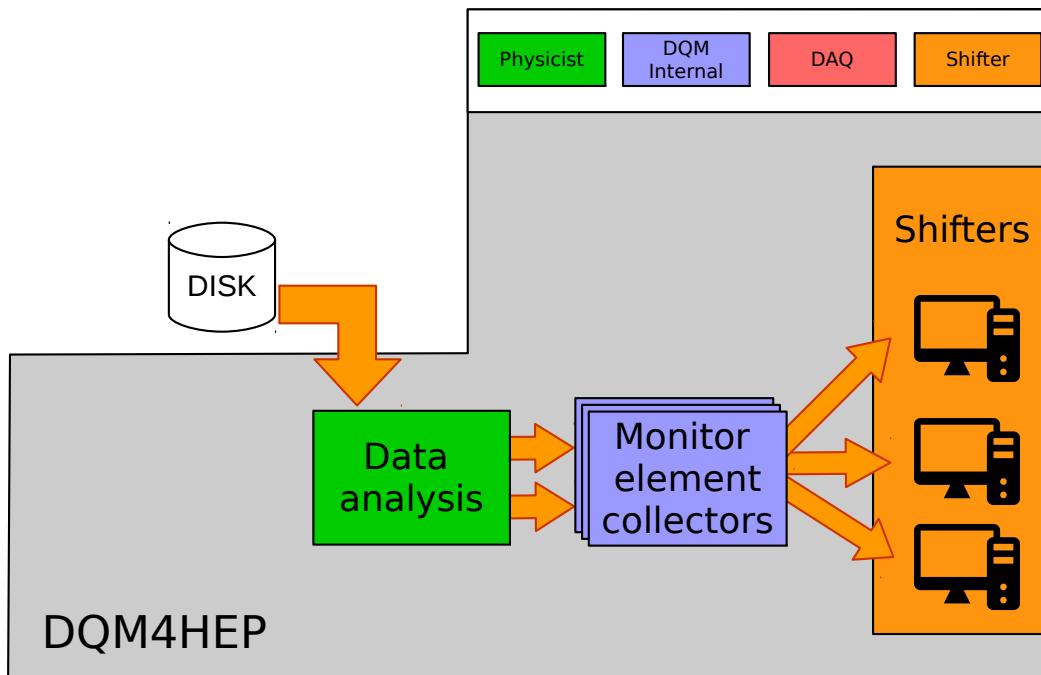 Physicist
DQM
Internal
DAQ
Shifter
Shifters
DISK
Data
analysis
Monitor
element
collectors
DQM4HEP